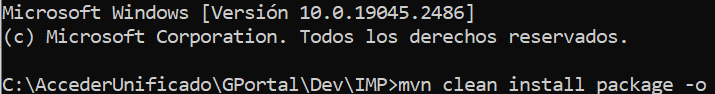 Microsoft Windows [Versión 10.0.19045.2486]
(c) Microsoft Corporation. Todos los derechos reservados.
C:\AccederUnificado\GPortal\Dev\IMP>mvn clean install package -o